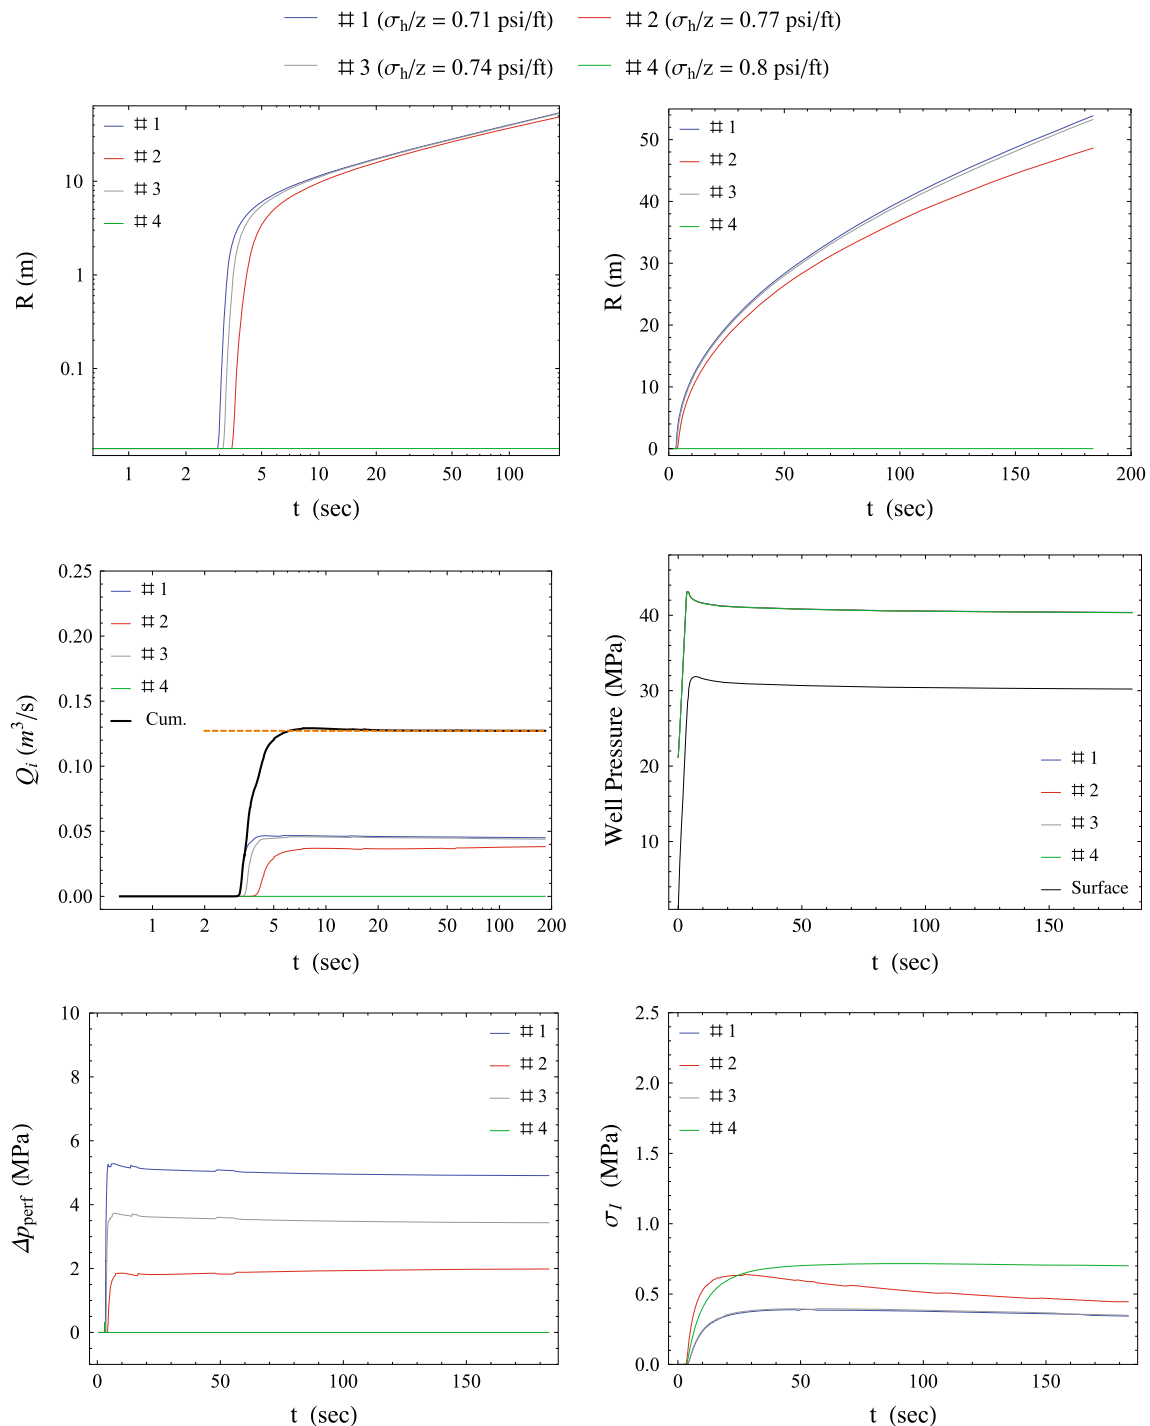 # 1 (σh/z = 0.71 psi/ft) # 2 (σh/z = 0.77 psi/ft)
# 3 (σh/z = 0.74 psi/ft) # 4 (σh/z = 0.8 psi/ft)
# 1
# 2
# 3
# 4
10
1
0.1
R (m)
1 2 5 10 20 50 100
t (sec)
# 1
# 2
# 3
# 4
50
40
30
20
10
0
R (m)
0 50 100 150 200
t (sec)
# 1
# 2
# 3
# 4
Cum.
0.25
0.20
0.15
0.10
0.05
0.00
Qi (m³/s)
1 2 5 10 20 50 100 200
t (sec)
40
30
20
10
Well Pressure (MPa)
# 1
# 2
# 3
# 4
Surface
0 50 100 150
t (sec)
10
8
6
4
2
0
Δpperf (MPa)
# 1
# 2
# 3
# 4
0 50 100 150
t (sec)
2.5
2.0
1.5
1.0
0.5
0.0
σI (MPa)
# 1
# 2
# 3
# 4
0 50 100 150
t (sec)